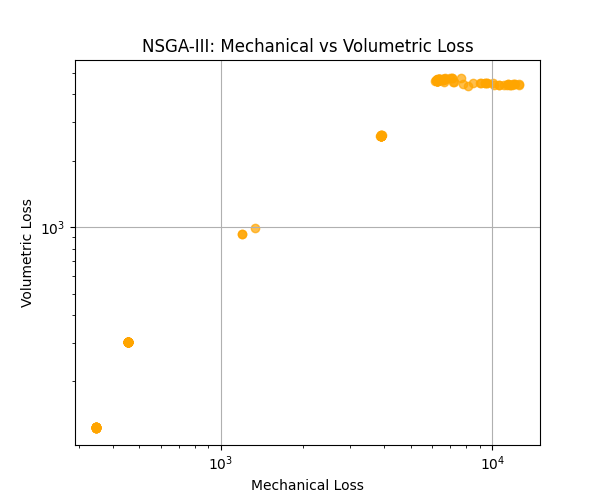 NSGA-III: Mechanical vs Volumetric Loss
Volumetric Loss
10³
10³
10⁴
Mechanical Loss